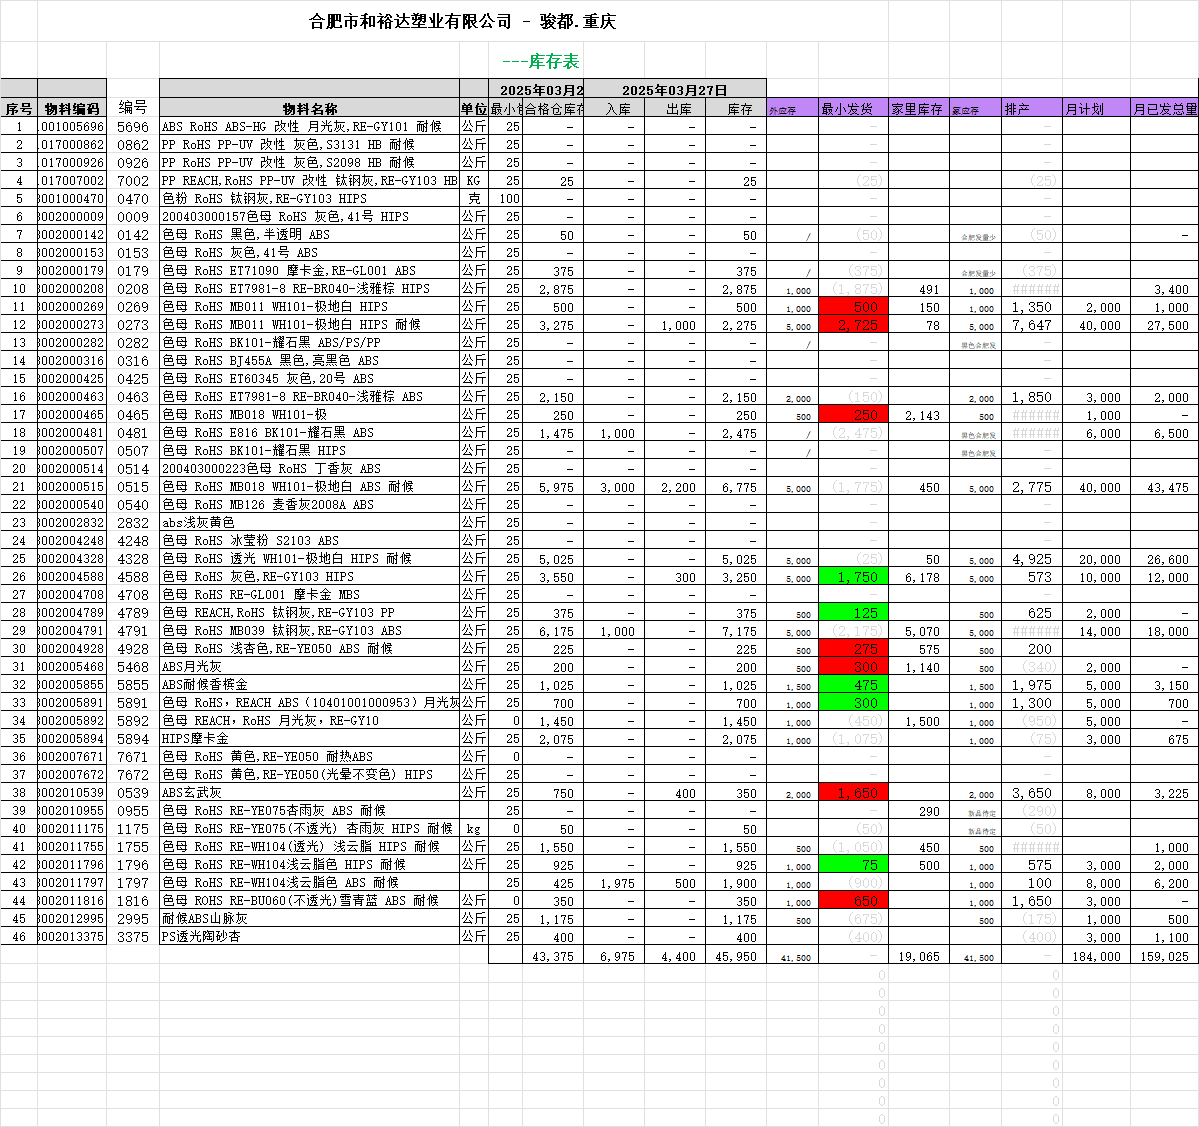 合肥市和裕达塑业有限公司 - 骏都.重庆
---库存表
2025年03月2 2025年03月27日
序号 物料编码 编号 物料名称 单位 最小包 合格仓库存 入库 出库 库存 外库存 最小发货 家里库存 总库存 排产 月计划 月已发总量
1 .001005696 5696 ABS RoHS ABS-HG 改性 月光灰,RE-GY101 耐候 公斤 25 - - - - - -
2 .017000862 0862 PP RoHS PP-UV 改性 灰色,S3131 HB 耐候 公斤 25 - - - - - -
3 .017000926 0926 PP RoHS PP-UV 改性 灰色,S2098 HB 耐候 公斤 25 - - - - - -
4 .017007002 7002 PP REACH,RoHS PP-UV 改性 钛钢灰,RE-GY103 HB KG 25 25 - - 25 (25) (25)
5 3001000470 0470 色粉 RoHS 钛钢灰,RE-GY103 HIPS 克 100 - - - - - -
6 3002000009 0009 200403000157色母 RoHS 灰色,41号 HIPS 公斤 25 - - - - - -
7 3002000142 0142 色母 RoHS 黑色,半透明 ABS 公斤 25 50 - - 50 / (50) 合肥发量少 (50) -
8 3002000153 0153 色母 RoHS 灰色,41号 ABS 公斤 25 - - - - - -
9 3002000179 0179 色母 RoHS ET71090 摩卡金,RE-GL001 ABS 公斤 25 375 - - 375 / (375) 合肥发量少 (375)
10 3002000208 0208 色母 RoHS ET7981-8 RE-BR040-浅雅棕 HIPS 公斤 25 2,875 - - 2,875 1,000 (1,875) 491 1,000 ###### 3,400
11 3002000269 0269 色母 RoHS MB011 WH101-极地白 HIPS 公斤 25 500 - - 500 1,000 500 150 1,000 1,350 2,000 1,000
12 3002000273 0273 色母 RoHS MB011 WH101-极地白 HIPS 耐候 公斤 25 3,275 - 1,000 2,275 5,000 2,725 78 5,000 7,647 40,000 27,500
13 3002000282 0282 色母 RoHS BK101-耀石黑 ABS/PS/PP 公斤 25 - - - - / - 黑色合肥发 -
14 3002000316 0316 色母 RoHS BJ455A 黑色,亮黑色 ABS 公斤 25 - - - - - -
15 3002000425 0425 色母 RoHS ET60345 灰色,20号 ABS 公斤 25 - - - - - -
16 3002000463 0463 色母 RoHS ET7981-8 RE-BR040-浅雅棕 ABS 公斤 25 2,150 - - 2,150 2,000 (150) 2,000 1,850 3,000 2,000
17 3002000465 0465 色母 RoHS MB018 WH101-极 公斤 25 250 - - 250 500 250 2,143 500 ###### 1,000 -
18 3002000481 0481 色母 RoHS E816 BK101-耀石黑 ABS 公斤 25 1,475 1,000 - 2,475 / (2,475) 黑色合肥发 ###### 6,000 6,500
19 3002000507 0507 色母 RoHS BK101-耀石黑 HIPS 公斤 25 - - - - / - 黑色合肥发 -
20 3002000514 0514 200403000223色母 RoHS 丁香灰 ABS 公斤 25 - - - - - -
21 3002000515 0515 色母 RoHS MB018 WH101-极地白 ABS 耐候 公斤 25 5,975 3,000 2,200 6,775 5,000 (1,775) 450 5,000 2,775 40,000 43,475
22 3002000540 0540 色母 RoHS MB126 麦香灰2008A ABS 公斤 25 - - - - - -
23 3002002832 2832 abs浅灰黄色 公斤 25 - - - - - -
24 3002004248 4248 色母 RoHS 冰莹粉 S2103 ABS 公斤 25 - - - - - -
25 3002004328 4328 色母 RoHS 透光 WH101-极地白 HIPS 耐候 公斤 25 5,025 - - 5,025 5,000 (25) 50 5,000 4,925 20,000 26,600
26 3002004588 4588 色母 RoHS 灰色,RE-GY103 HIPS 公斤 25 3,550 - 300 3,250 5,000 1,750 6,178 5,000 573 10,000 12,000
27 3002004708 4708 色母 RoHS RE-GL001 摩卡金 MBS 公斤 25 - - - - - -
28 3002004789 4789 色母 REACH,RoHS 钛钢灰,RE-GY103 PP 公斤 25 375 - - 375 500 125 500 625 2,000 -
29 3002004791 4791 色母 RoHS MB039 钛钢灰,RE-GY103 ABS 公斤 25 6,175 1,000 - 7,175 5,000 (2,175) 5,070 5,000 ###### 14,000 18,000
30 3002004928 4928 色母 RoHS 浅杏色,RE-YE050 ABS 耐候 公斤 25 225 - - 225 500 275 575 500 200
31 3002005468 5468 ABS月光灰 公斤 25 200 - - 200 500 300 1,140 500 (340) 2,000 -
32 3002005855 5855 ABS耐候香槟金 公斤 25 1,025 - - 1,025 1,500 475 1,500 1,975 5,000 3,150
33 3002005891 5891 色母 RoHS，REACH ABS（10401001000953）月光灰 公斤 25 700 - - 700 1,000 300 1,000 1,300 5,000 700
34 3002005892 5892 色母 REACH，RoHS 月光灰，RE-GY10 公斤 0 1,450 - - 1,450 1,000 (450) 1,500 1,000 (950) 5,000 -
35 3002005894 5894 HIPS摩卡金 公斤 25 2,075 - - 2,075 1,000 (1,075) 1,000 (75) 3,000 675
36 3002007671 7671 色母 RoHS 黄色,RE-YE050 耐热ABS 公斤 0 - - - - - -
37 3002007672 7672 色母 RoHS 黄色,RE-YE050(光晕不变色) HIPS 公斤 25 - - - - - -
38 3002010539 0539 ABS玄武灰 公斤 25 750 - 400 350 2,000 1,650 2,000 3,650 8,000 3,225
39 3002010955 0955 色母 RoHS RE-YE075杏雨灰 ABS 耐候 25 - - - - - 290 新品待定 (290)
40 3002011175 1175 色母 RoHS RE-YE075(不透光) 杏雨灰 HIPS 耐候 kg 0 50 - - 50 (50) 新品待定 (50)
41 3002011755 1755 色母 RoHS RE-WH104(透光) 浅云脂 HIPS 耐候 公斤 25 1,550 - - 1,550 500 (1,050) 450 500 ###### 1,000
42 3002011796 1796 色母 RoHS RE-WH104浅云脂色 HIPS 耐候 公斤 25 925 - - 925 1,000 75 500 1,000 575 3,000 2,000
43 3002011797 1797 色母 RoHS RE-WH104浅云脂色 ABS 耐候 25 425 1,975 500 1,900 1,000 (900) 1,000 100 8,000 6,200
44 3002011816 1816 色母 ROHS RE-BU060(不透光)雪青蓝 ABS 耐候 公斤 0 350 - - 350 1,000 650 1,000 1,650 3,000 -
45 3002012995 2995 耐候ABS山脉灰 公斤 25 1,175 - - 1,175 500 (675) 500 (175) 1,000 500
46 3002013375 3375 PS透光陶砂杏 公斤 25 400 - - 400 (400) (400) 3,000 1,100
43,375 6,975 4,400 45,950 41,500 - 19,065 41,500 - 184,000 159,025
0 0
0 0
0 0
0 0
0 0
0 0
0 0
0 0
0 0